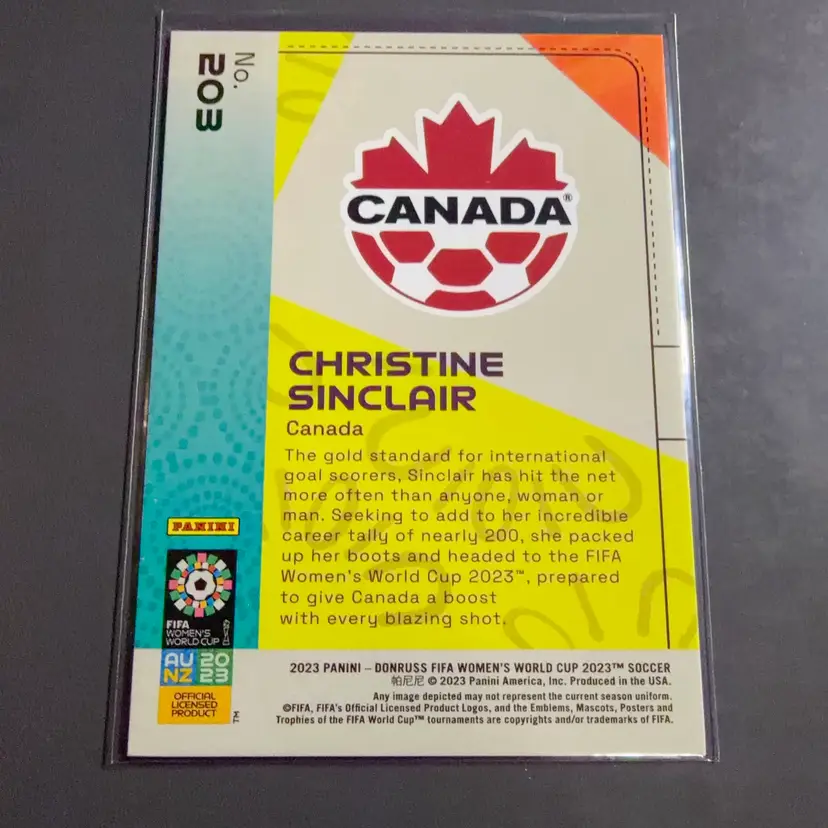 No.
203
CANADA®
CHRISTINE
SINCLAIR
Canada
The gold standard for international
goal scorers, Sinclair has hit the net
more often than anyone, woman or
man. Seeking to add to her incredible
career tally of nearly 200, she packed
up her boots and headed to the FIFA
Women's World Cup 2023™, prepared
to give Canada a boost
with every blazing shot.
PANINI
FIFA
WOMEN'S
WORLD CUP
AU 20
NZ 23
OFFICIAL
LICENSED
PRODUCT
™
2023 PANINI – DONRUSS FIFA WOMEN'S WORLD CUP 2023™ SOCCER
帕尼尼 © 2023 Panini America, Inc. Produced in the USA.
Any image depicted may not represent the current season uniform.
©FIFA, FIFA's Official Licensed Product Logos, and the Emblems, Mascots, Posters and
Trophies of the FIFA World Cup™ tournaments are copyrights and/or trademarks of FIFA.